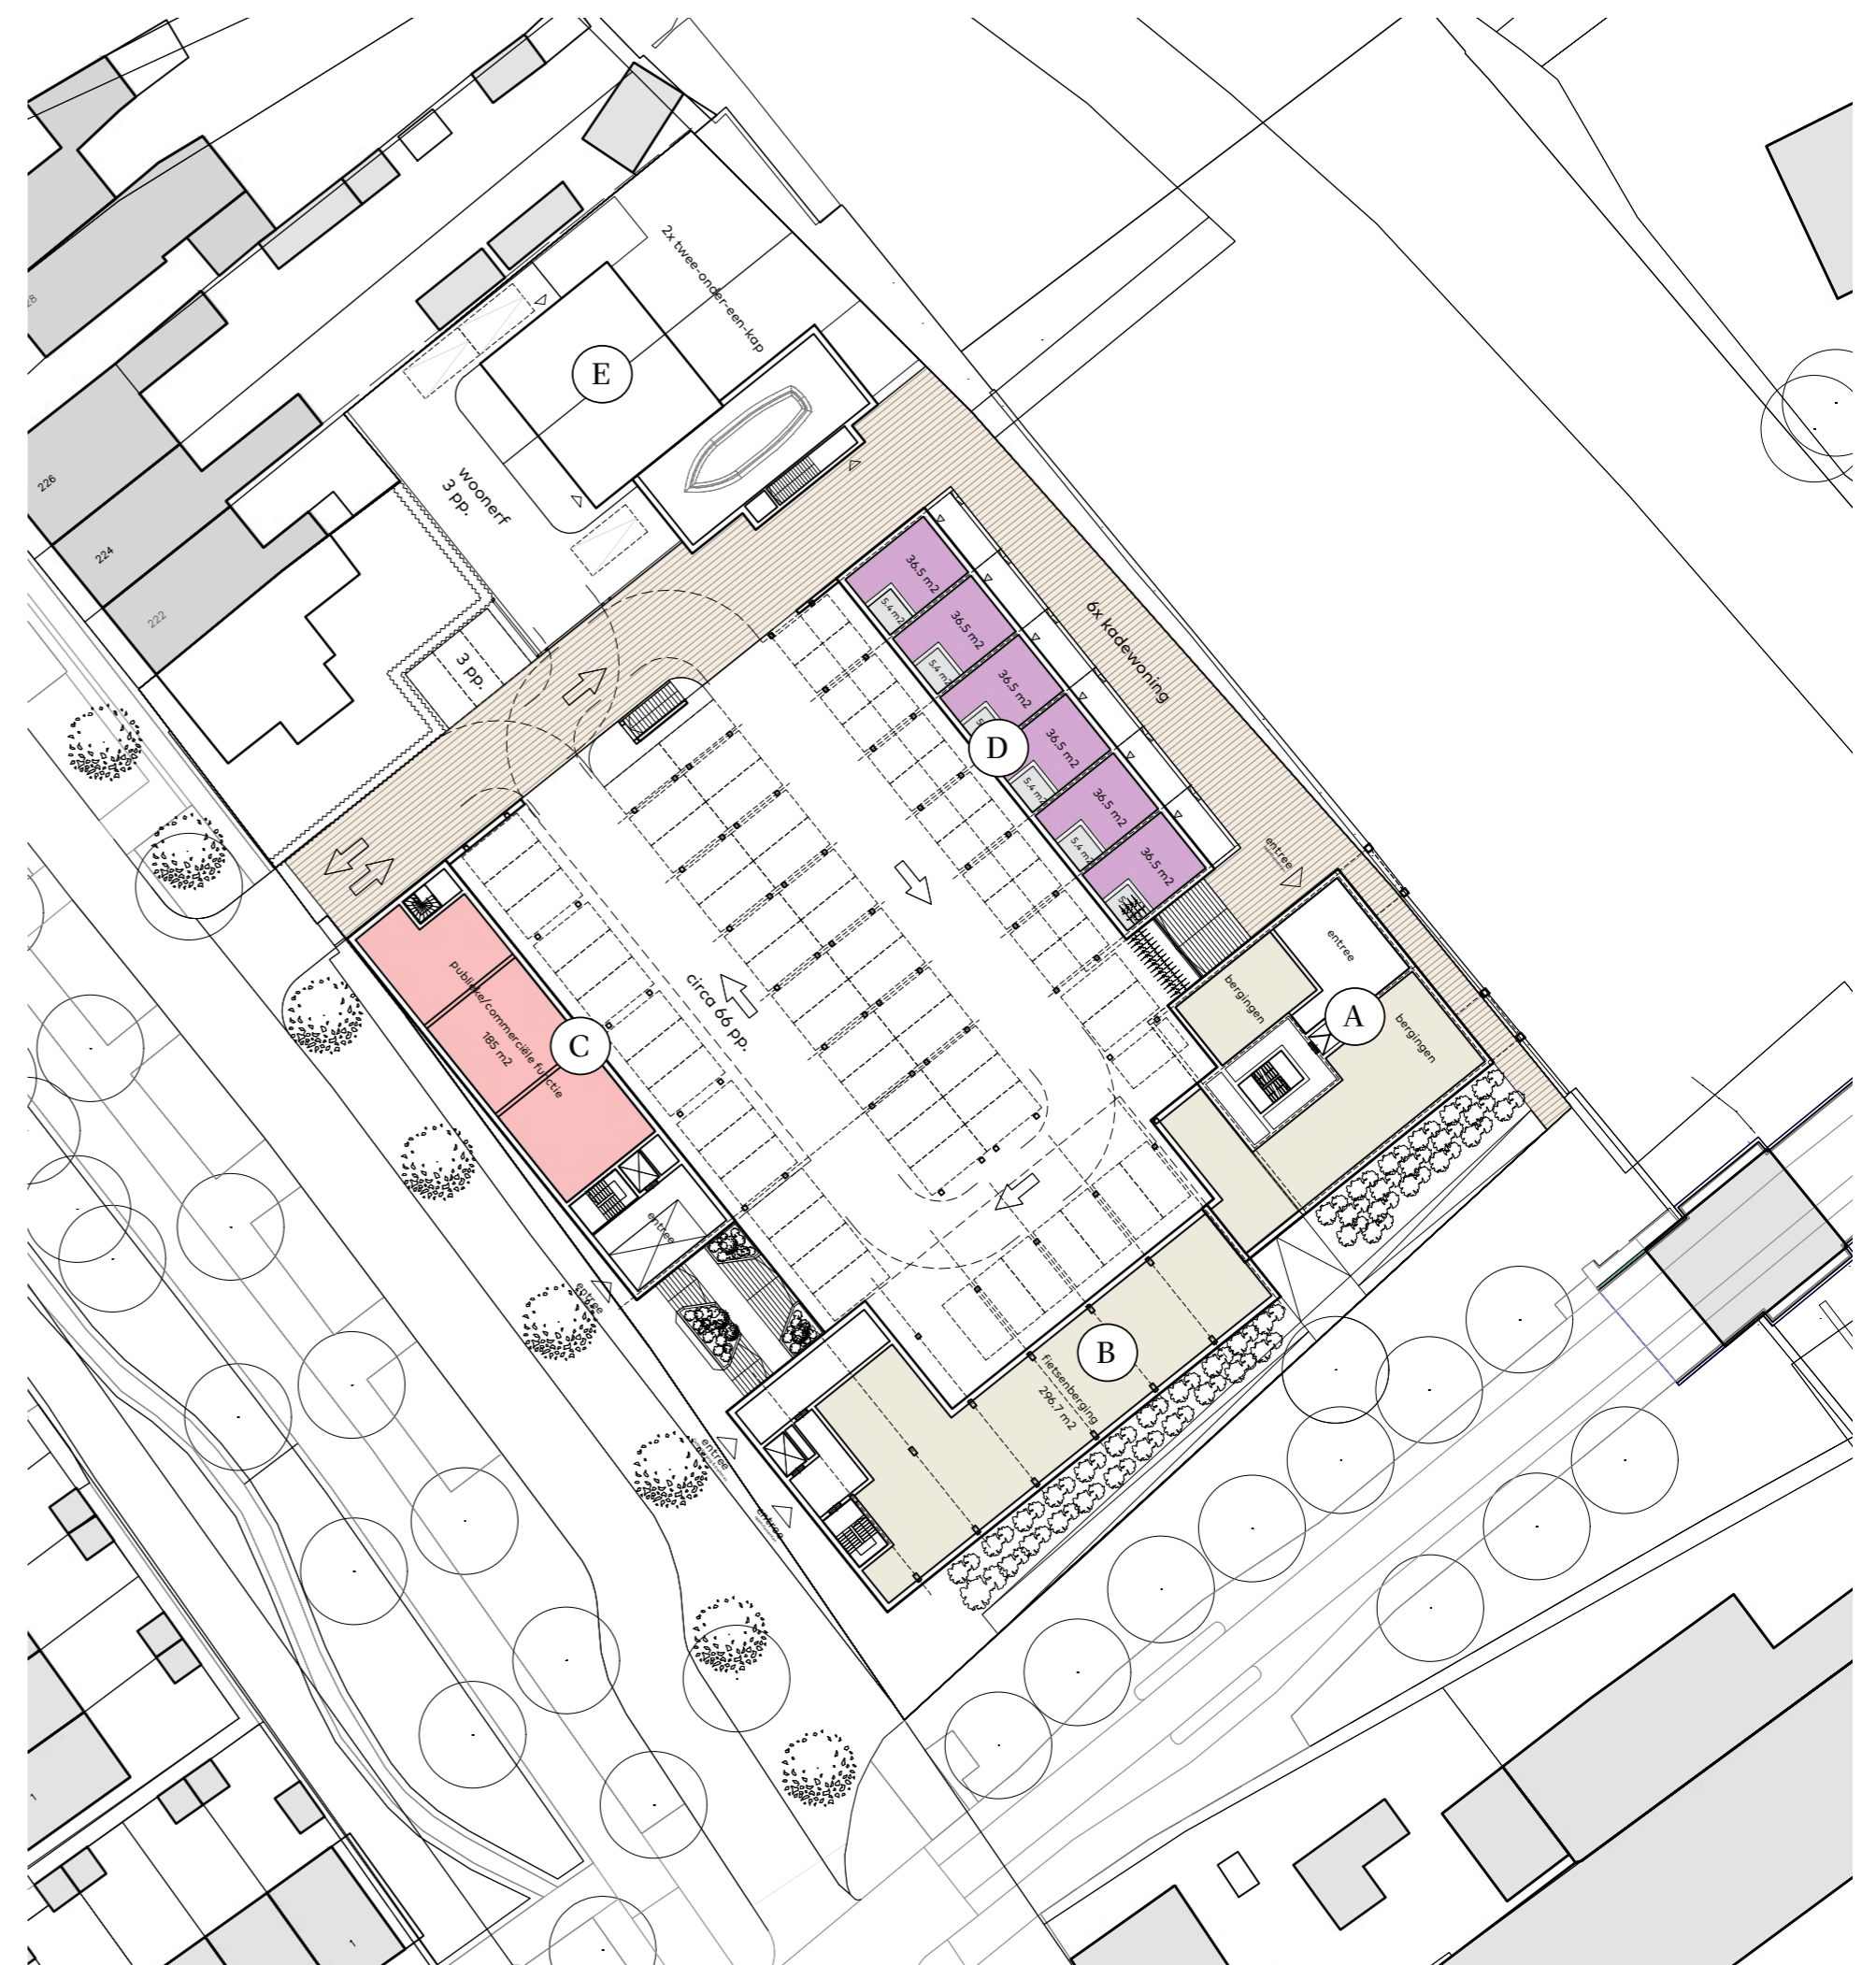 2x twee-onder-een-kap
E
woonerf
3 pp.
226
224
222
3 pp.
36.5 m2
5.4 m2
36.5 m2
5.4 m2
36.5 m2
36.5 m2
5.4 m2
36.5 m2
5.4 m2
36.5 m2
D
6x kadewoning
entree
entree
bergingen
A
bergingen
circa 66 pp.
publieke/commerciële functie
185 m2
C
entree
entree
entree
entree
B
fietsenberging
296.7 m2
1
1